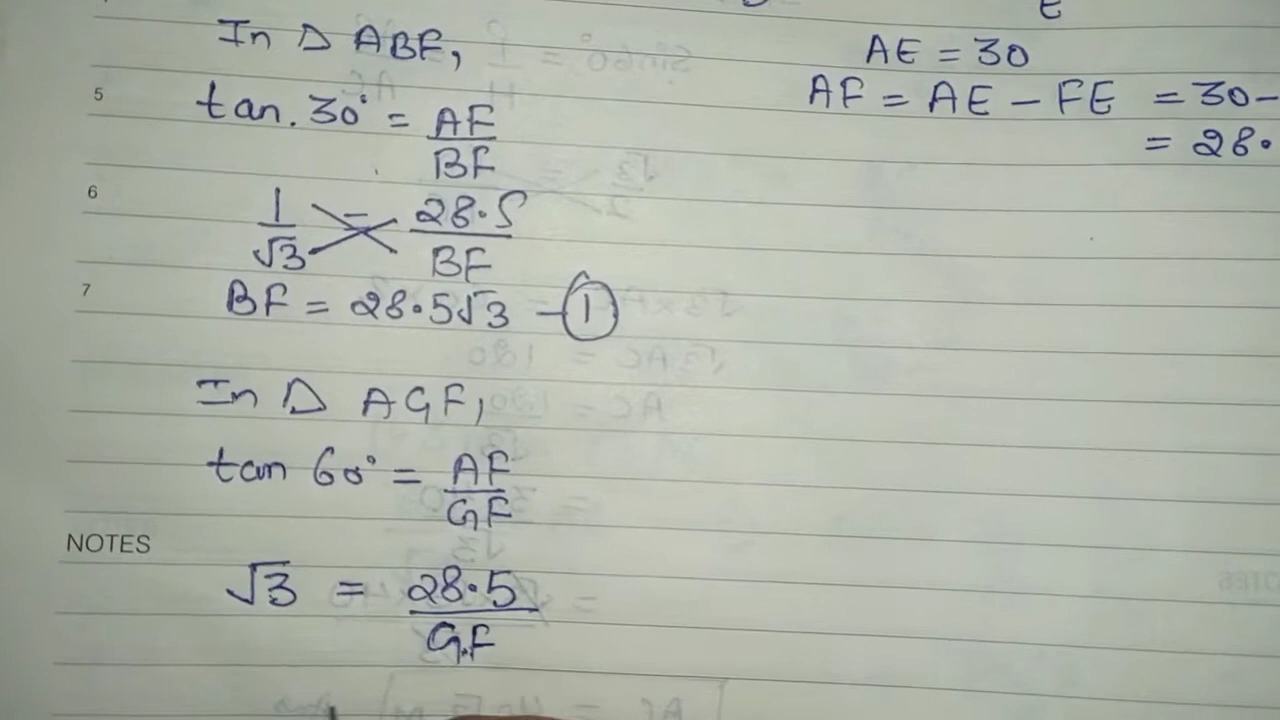 E
In Δ ABF,
AE = 30
5
tan. 30° = AF/BF
AF = AE - FE = 30-
= 28.
6
1/√3 = 28.5/BF
7
BF = 28.5√3 - ①
In Δ AGF,
tan 60° = AF/GF
NOTES
√3 = 28.5/G.F